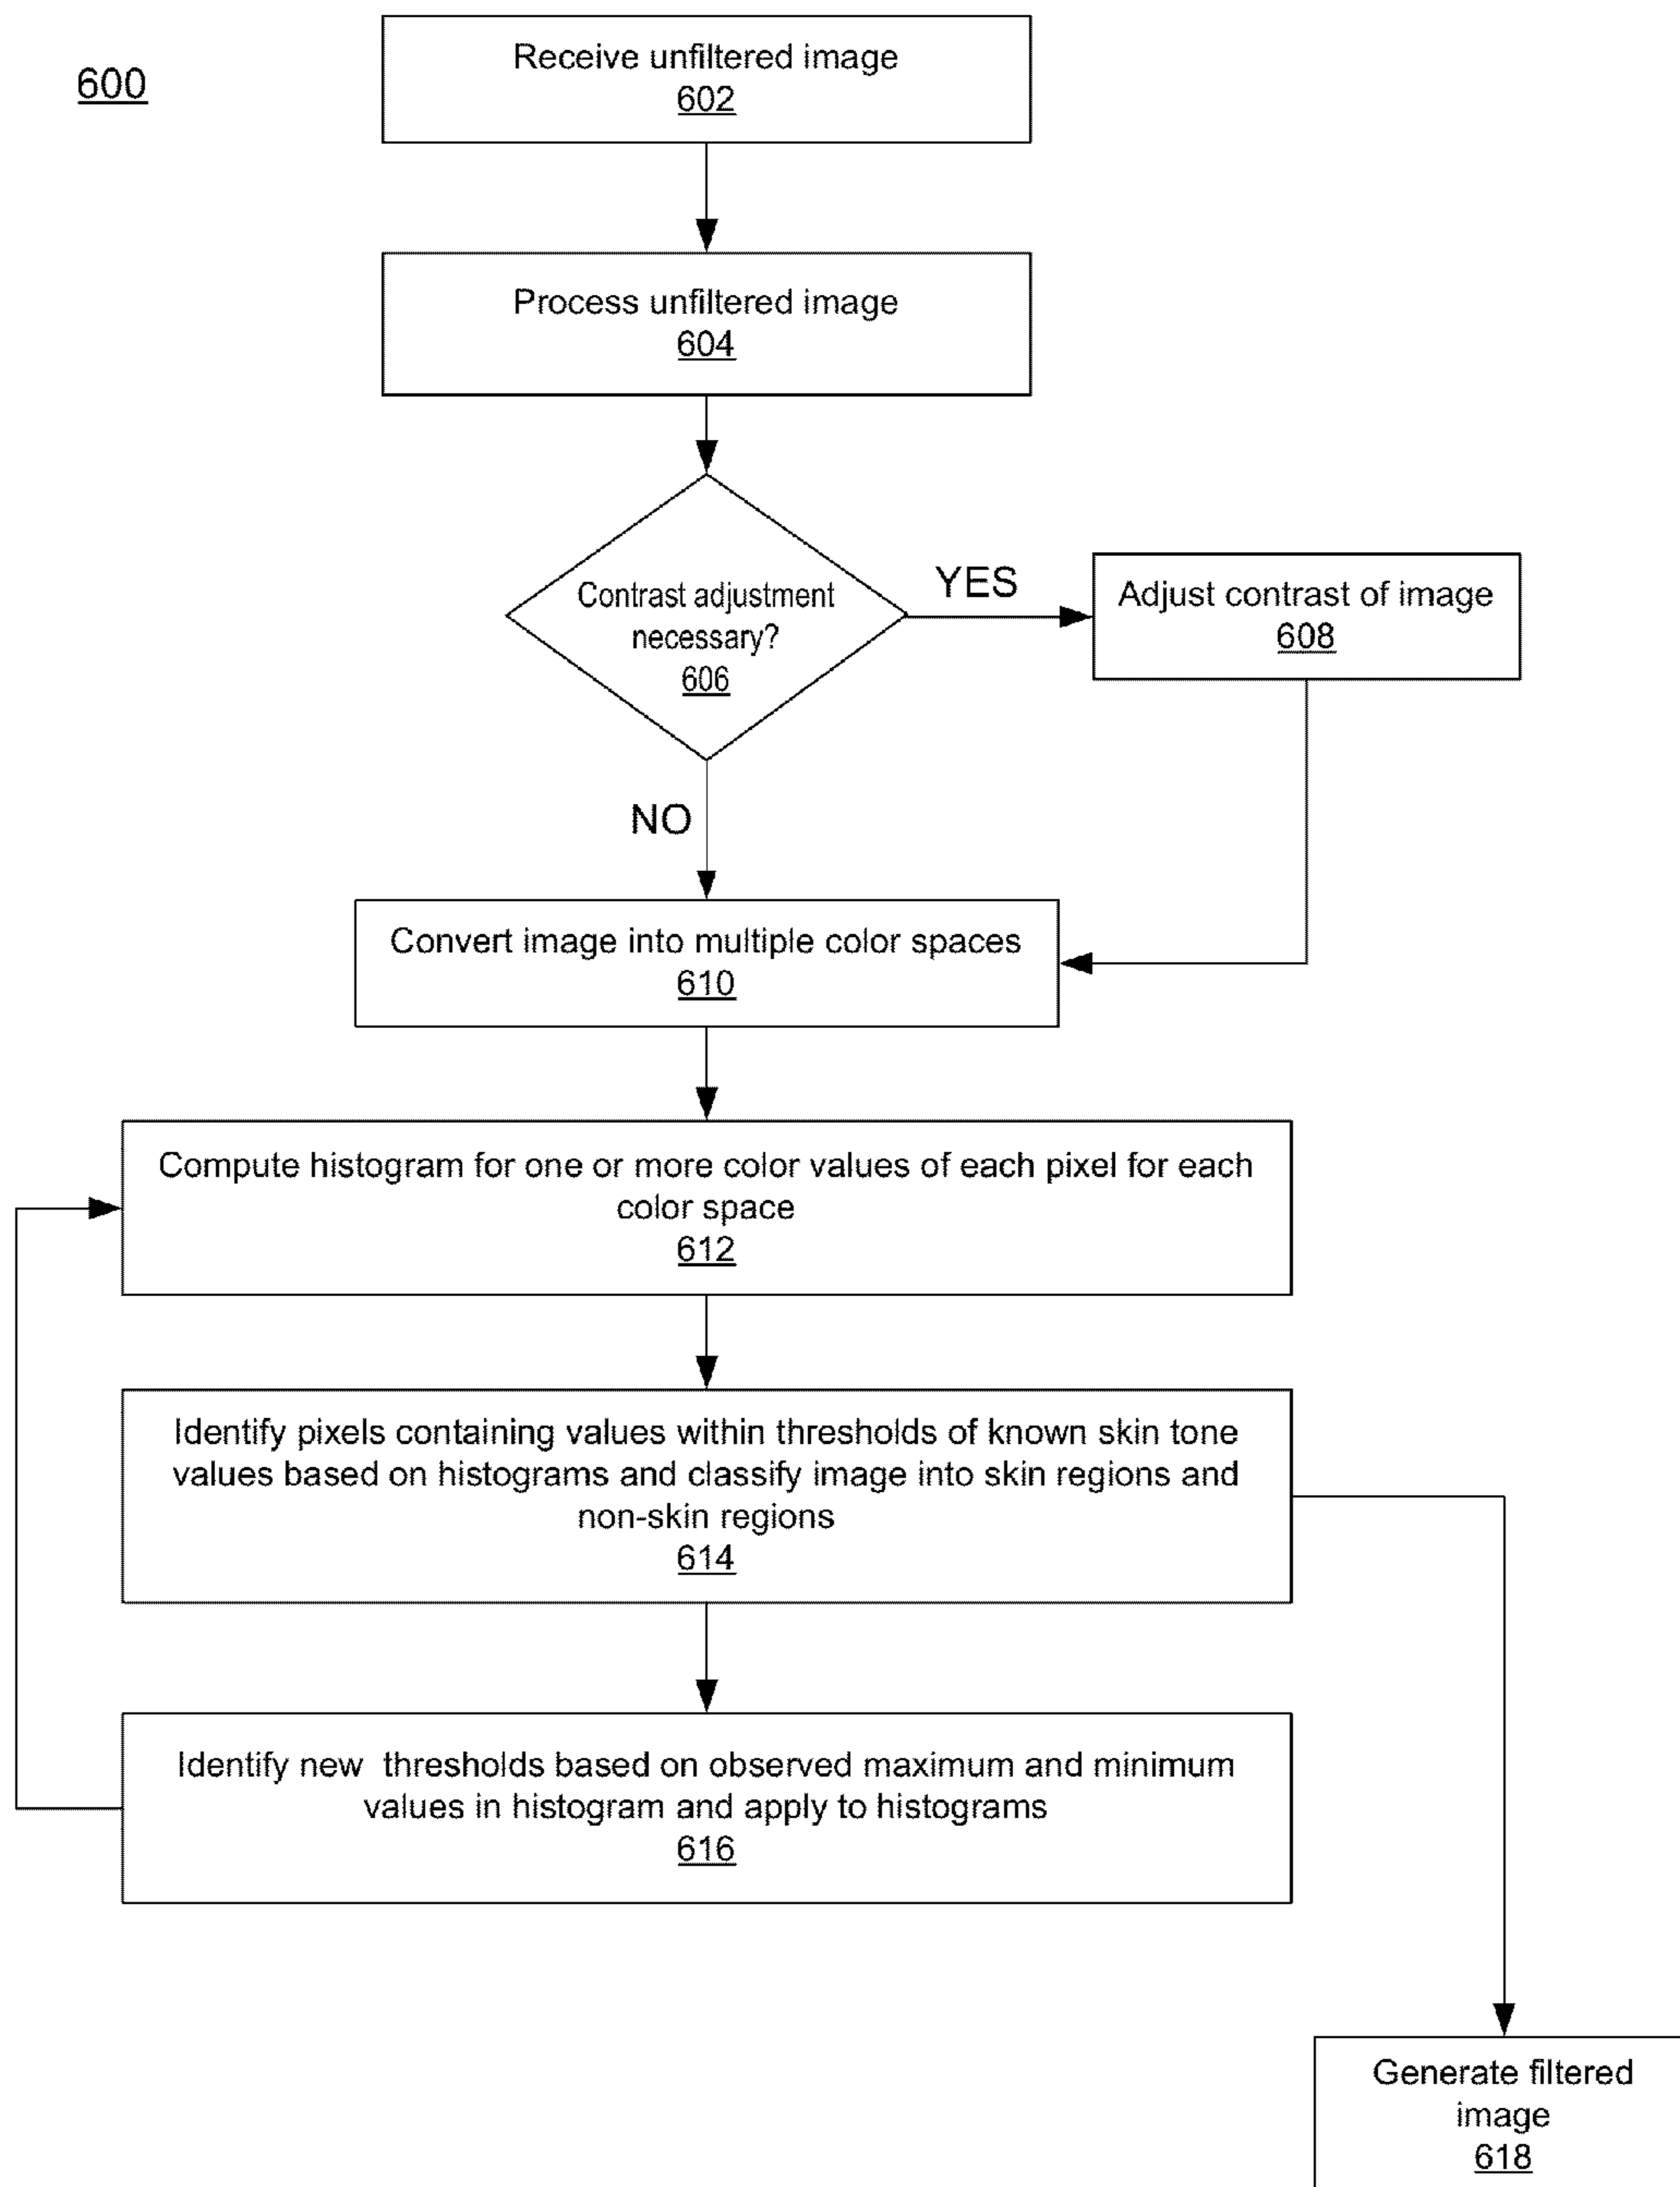 600
Receive unfiltered image
602
Process unfiltered image
604
Contrast adjustment
necessary?
606
YES
Adjust contrast of image
608
NO
Convert image into multiple color spaces
610
Compute histogram for one or more color values of each pixel for each
color space
612
Identify pixels containing values within thresholds of known skin tone
values based on histograms and classify image into skin regions and
non-skin regions
614
Identify new thresholds based on observed maximum and minimum
values in histogram and apply to histograms
616
Generate filtered
image
618